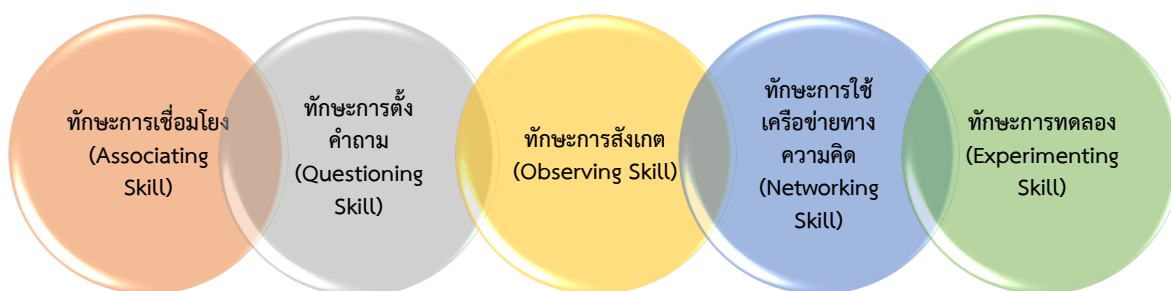 ทักษะการเชื่อมโยง
(Associating
Skill)
ทักษะการตั้ง
คำถาม
(Questioning
Skill)
ทักษะการสังเกต
(Observing Skill)
ทักษะการใช้
เครือข่ายทาง
ความคิด
(Networking
Skill)
ทักษะการทดลอง
(Experimenting
Skill)